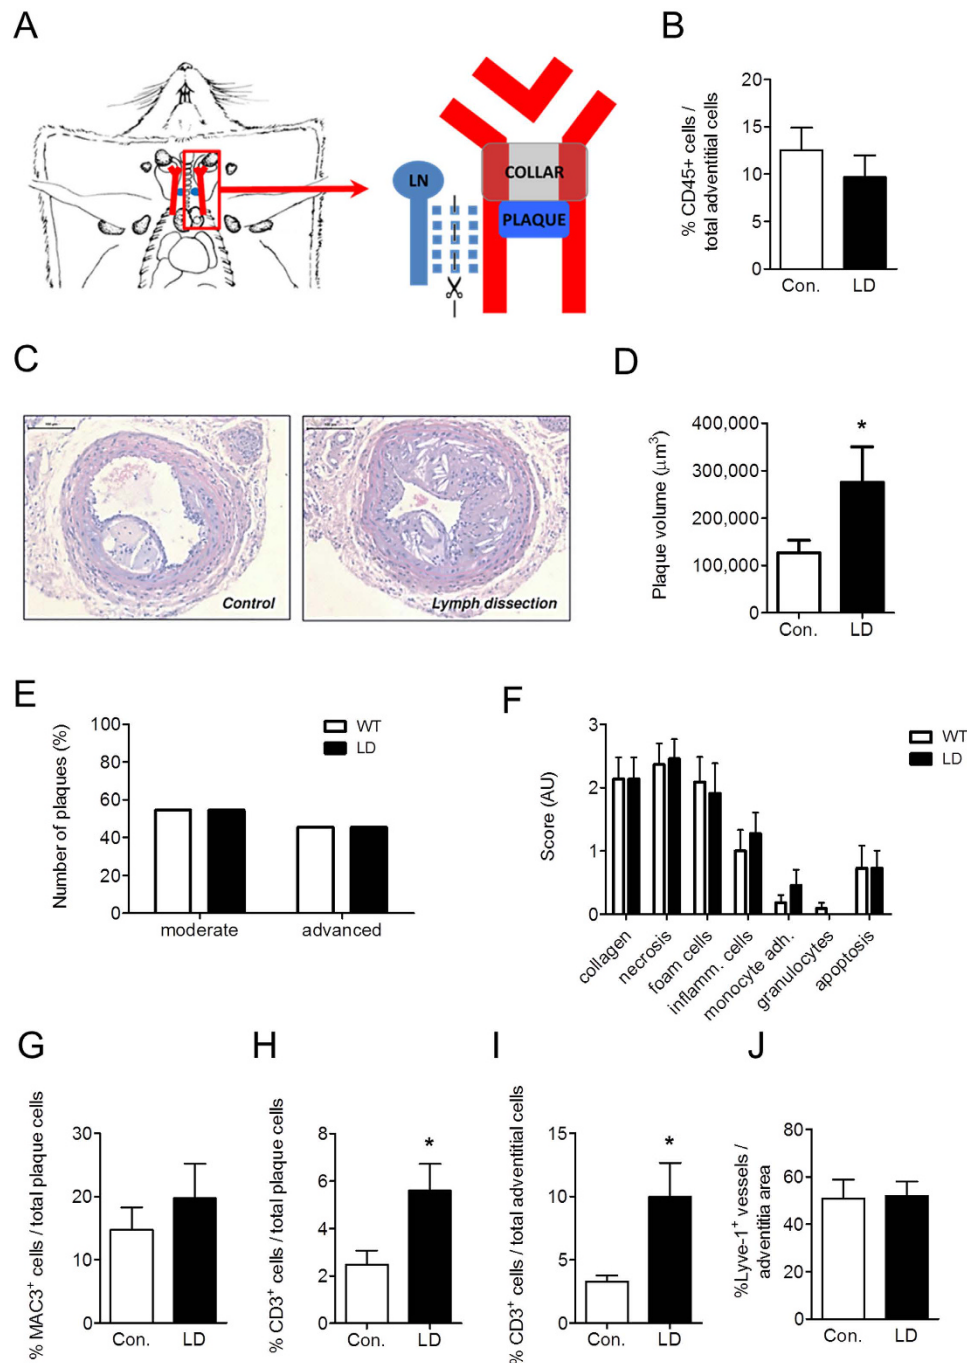 A
LN
COLLAR
PLAQUE
B
% CD45+ cells /
total adventitial cells
20
15
10
5
0
Con.
LD
C
Control
Lymph dissection
D
Plaque volume (μm³)
400,000
300,000
200,000
100,000
0
*
Con.
LD
E
Number of plaques (%)
100
80
60
40
20
0
WT
LD
moderate
advanced
F
Score (AU)
3
2
1
0
WT
LD
collagen
necrosis
foam cells
inflamm. cells
monocyte adh.
granulocytes
apoptosis
G
% MAC3⁺ cells / total plaque cells
30
20
10
0
Con.
LD
H
% CD3⁺ cells / total plaque cells
8
6
4
2
0
*
Con.
LD
I
% CD3⁺ cells / total adventitial cells
15
10
5
0
*
Con.
LD
J
%Lyve-1⁺ vessels /
adventitia area
80
60
40
20
0
Con.
LD